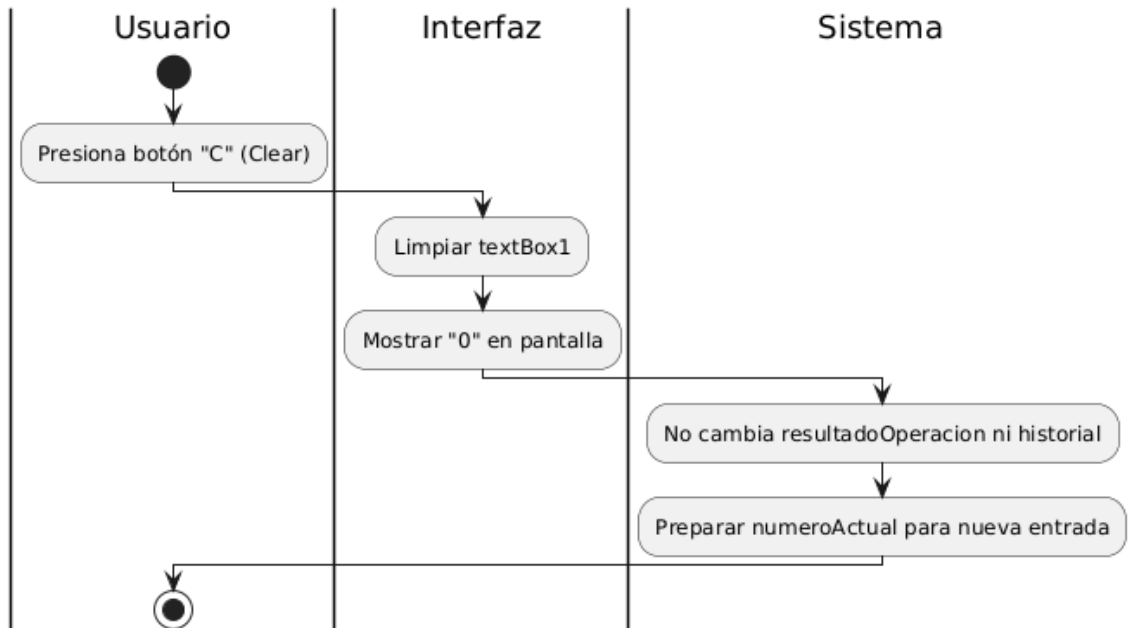 Usuario
Interfaz
Sistema
Presiona botón "C" (Clear)
Limpiar textBox1
Mostrar "0" en pantalla
No cambia resultadoOperacion ni historial
Preparar numeroActual para nueva entrada